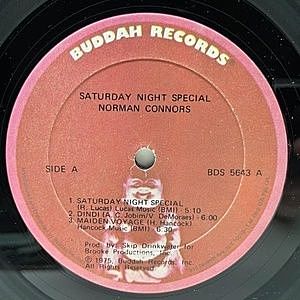 BUDDAH RECORDS
SATURDAY NIGHT SPECIAL
NORMAN CONNORS
SIDE A
BDS 5643 A
1. SATURDAY NIGHT SPECIAL
(R. Lucas) Lucas Music (BMI) - 5:10
2. DINDI (A. C. Jobim/V. DeMoraes) - 6:00
3. MAIDEN VOYAGE (H. Hancock)
Hancock Music (BMI) - 6:30
Prod. by: Skip Drinkwater for
Brooke Productions, Inc.
℗ 1975, Buddah Records, Inc.
All Rights Reserved